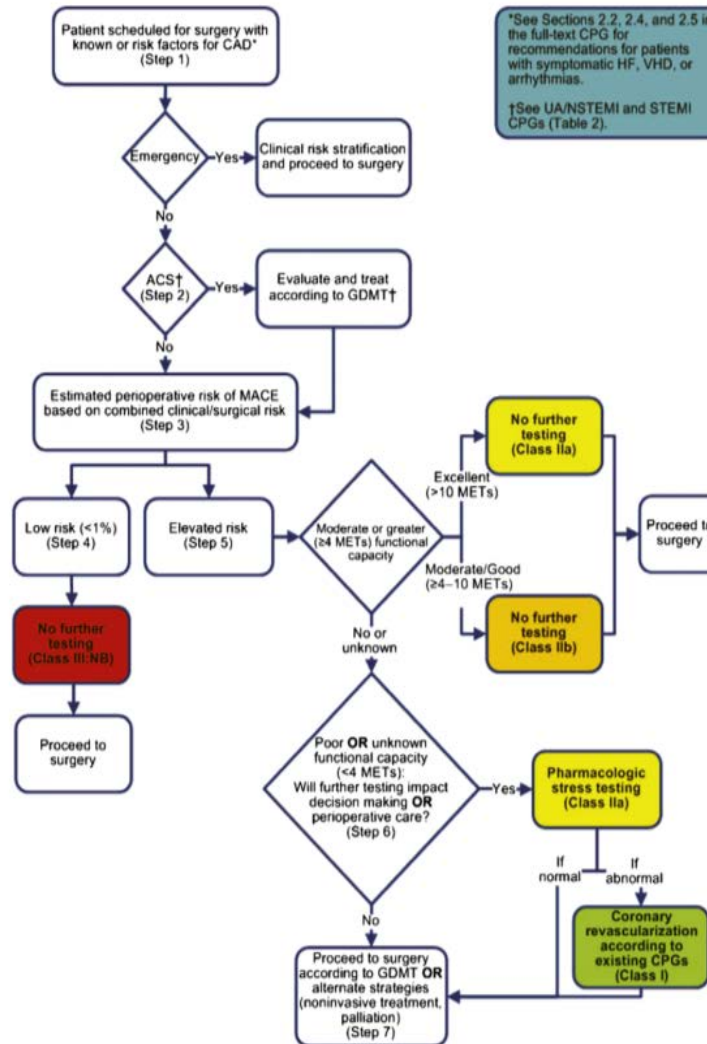 Patient scheduled for surgery with
known or risk factors for CAD*
(Step 1)
*See Sections 2.2, 2.4, and 2.5 in
the full-text CPG for
recommendations for patients
with symptomatic HF, VHD, or
arrhythmias.
†See UA/NSTEMI and STEMI
CPGs (Table 2).
Emergency
Yes
Clinical risk stratification
and proceed to surgery
No
ACS†
(Step 2)
Yes
Evaluate and treat
according to GDMT†
No
Estimated perioperative risk of MACE
based on combined clinical/surgical risk
(Step 3)
Low risk (<1%)
(Step 4)
Elevated risk
(Step 5)
Moderate or greater
(≥4 METs) functional
capacity
Excellent
(>10 METs)
No further
testing
(Class IIa)
Moderate/Good
(≥4–10 METs)
No further
testing
(Class IIb)
Proceed to
surgery
No further
testing
(Class III:NB)
Proceed to
surgery
No or
unknown
Poor OR unknown
functional capacity
(<4 METs):
Will further testing impact
decision making OR
perioperative care?
(Step 6)
Yes
Pharmacologic
stress testing
(Class IIa)
If
normal
If
abnormal
Coronary
revascularization
according to
existing CPGs
(Class I)
No
Proceed to surgery
according to GDMT OR
alternate strategies
(noninvasive treatment,
palliation)
(Step 7)